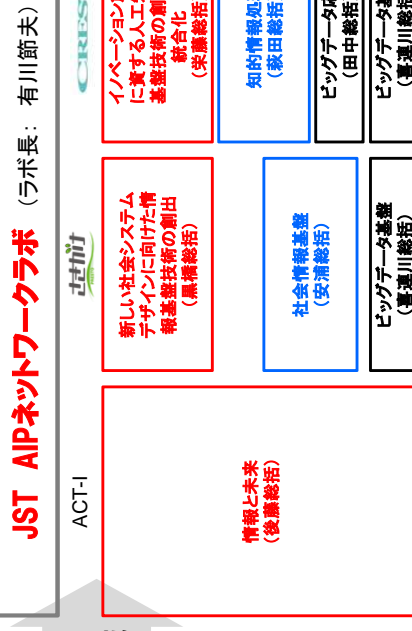 JST AIPネットワークラボ （ラボ長： 有川節夫）
ACT-I
さきがけ
CRES
情報と未来
（後藤総括）
新しい社会システム
デザインに向けた情
報基盤技術の創出
（黒橋総括）
社会情報基盤
（安浦総括）
ビッグデータ基盤
（喜連川総括）
イノベーション
に資する人工
基盤技術の創
統合化
（栄藤総括
知的情報処
（萩田総括
ビッグデータ
（田中総括
ビッグデータ基
（喜連川総括